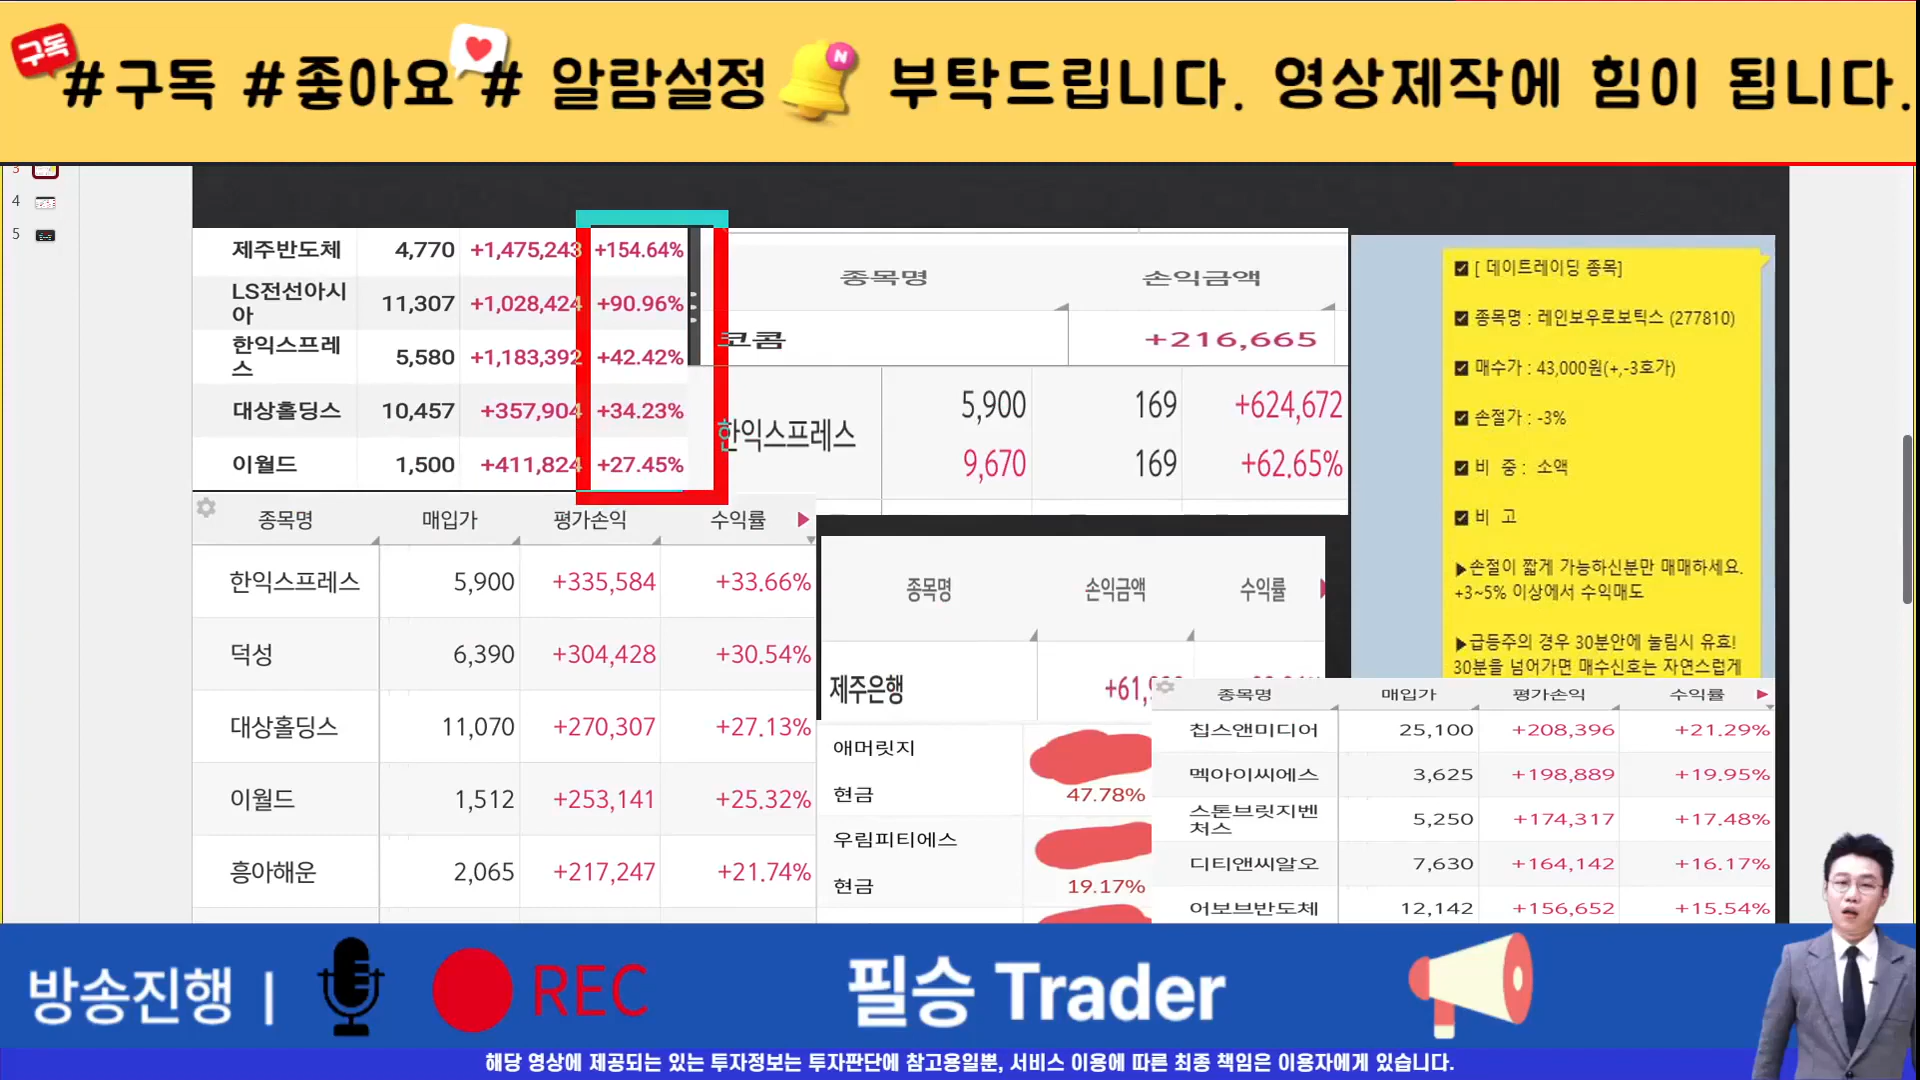 구독
#구독 #좋아요 # 알람설정 N 부탁드립니다. 영상제작에 힘이 됩니다.
3
4
5
제주반도체 4,770 +1,475,243 +154.64%
LS전선아시아 11,307 +1,028,424 +90.96%
한익스프레스 5,580 +1,183,392 +42.42%
대상홀딩스 10,457 +357,904 +34.23%
이월드 1,500 +411,824 +27.45%
종목명 손익금액
코콤 +216,665
한익스프레스 5,900 169 +624,672
9,670 169 +62.65%
[ 데이트레이딩 종목]
종목명 : 레인보우로보틱스 (277810)
매수가 : 43,000원(+,-3호가)
손절가 : -3%
비 중 : 소액
비 고
▶손절이 짧게 가능하신분만 매매하세요.
+3~5% 이상에서 수익매도
▶급등주의 경우 30분안에 눌림시 유효!
30분을 넘어가면 매수신호는 자연스럽게
종목명 매입가 평가손익 수익률
한익스프레스 5,900 +335,584 +33.66%
덕성 6,390 +304,428 +30.54%
대상홀딩스 11,070 +270,307 +27.13%
이월드 1,512 +253,141 +25.32%
흥아해운 2,065 +217,247 +21.74%
종목명 손익금액 수익률
제주은행 +61,
애머릿지
현금 47.78%
우림피티에스
현금 19.17%
종목명 매입가 평가손익 수익률
칩스앤미디어 25,100 +208,396 +21.29%
멕아이씨에스 3,625 +198,889 +19.95%
스톤브릿지벤처스 5,250 +174,317 +17.48%
디티앤씨알오 7,630 +164,142 +16.17%
어보브반도체 12,142 +156,652 +15.54%
방송진행 | REC 필승 Trader
해당 영상에 제공되는 있는 투자정보는 투자판단에 참고용일뿐, 서비스 이용에 따른 최종 책임은 이용자에게 있습니다.